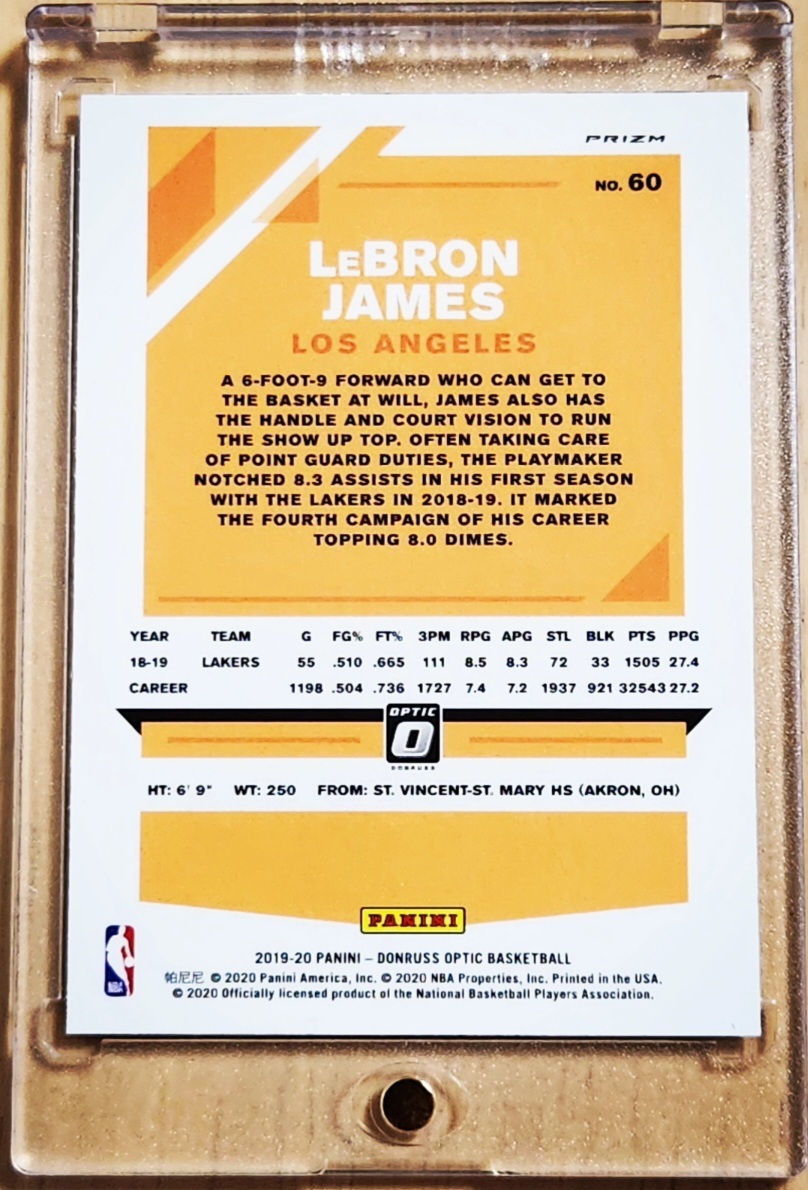 PRIZM
NO. 60
LeBRON
JAMES
LOS ANGELES
A 6-FOOT-9 FORWARD WHO CAN GET TO
THE BASKET AT WILL, JAMES ALSO HAS
THE HANDLE AND COURT VISION TO RUN
THE SHOW UP TOP. OFTEN TAKING CARE
OF POINT GUARD DUTIES, THE PLAYMAKER
NOTCHED 8.3 ASSISTS IN HIS FIRST SEASON
WITH THE LAKERS IN 2018-19. IT MARKED
THE FOURTH CAMPAIGN OF HIS CAREER
TOPPING 8.0 DIMES.
YEAR TEAM G FG% FT% 3PM RPG APG STL BLK PTS PPG
18-19 LAKERS 55 .510 .665 111 8.5 8.3 72 33 1505 27.4
CAREER 1198 .504 .736 1727 7.4 7.2 1937 921 32543 27.2
OPTIC
O
DONRUSS
HT: 6' 9" WT: 250 FROM: ST. VINCENT-ST. MARY HS (AKRON, OH)
PANINI
NBA
2019-20 PANINI – DONRUSS OPTIC BASKETBALL
帕尼尼 © 2020 Panini America, Inc. © 2020 NBA Properties, Inc. Printed in the USA.
© 2020 Officially licensed product of the National Basketball Players Association.